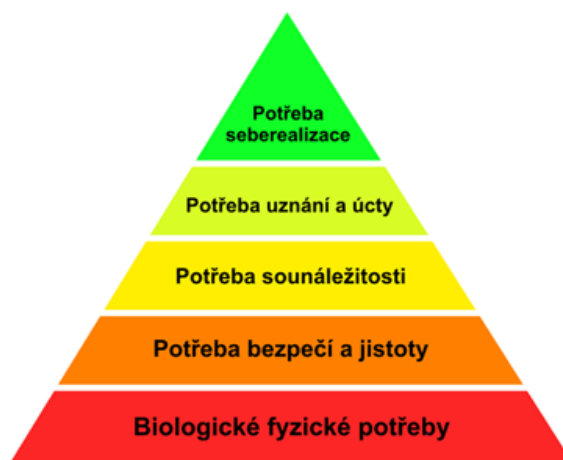 Potřeba
seberealizace
Potřeba uznání a úcty
Potřeba sounáležitosti
Potřeba bezpečí a jistoty
Biologické fyzické potřeby